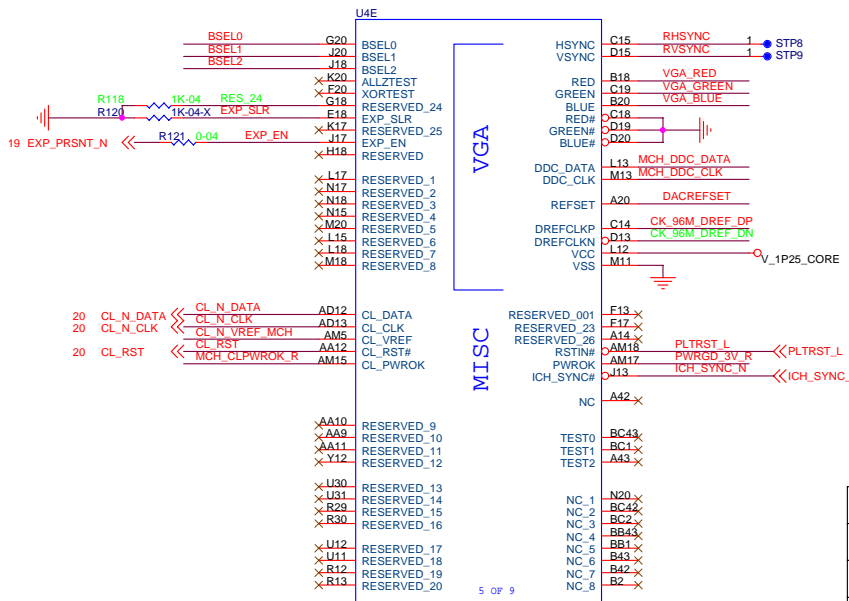 U4E
BSEL0 G20 BSEL0
BSEL1 J20 BSEL1
BSEL2 J18 BSEL2
K20 ALLZTEST
F20 XORTEST
R118 1K-04 RES_24 G18 RESERVED_24
R120 1K-04-X EXP_SLR E18 EXP_SLR
K17 RESERVED_25
19 EXP_PRSNT_N R121 0-04 EXP_EN J17 EXP_EN
H18 RESERVED
L17 RESERVED_1
N17 RESERVED_2
N18 RESERVED_3
N15 RESERVED_4
M20 RESERVED_5
L15 RESERVED_6
L18 RESERVED_7
M18 RESERVED_8
20 CL_N_DATA CL_N_DATA AD12 CL_DATA
20 CL_N_CLK CL_N_CLK AD13 CL_CLK
CL_N_VREF_MCH AM5 CL_VREF
20 CL_RST CL_RST AA12 CL_RST#
MCH_CLPWROK_R AM15 CL_PWROK
AA10 RESERVED_9
AA9 RESERVED_10
AA11 RESERVED_11
Y12 RESERVED_12
U30 RESERVED_13
U31 RESERVED_14
R29 RESERVED_15
R30 RESERVED_16
U12 RESERVED_17
U11 RESERVED_18
R12 RESERVED_19
R13 RESERVED_20
VGA
MISC
5 OF 9
HSYNC C15 RHSYNC 1 STP8
VSYNC D15 RVSYNC 1 STP9
RED B18 VGA_RED
GREEN C19 VGA_GREEN
BLUE B20 VGA_BLUE
RED# C18
GREEN# D19
BLUE# D20
DDC_DATA L13 MCH_DDC_DATA
DDC_CLK M13 MCH_DDC_CLK
REFSET A20 DACREFSET
DREFCLKP C14 CK_96M_DREF_DP
DREFCLKN D13 CK_96M_DREF_DN
VCC L12 V_1P25_CORE
VSS M11
RESERVED_001 F13
RESERVED_23 F17
RESERVED_26 A14
RSTIN# AM18 PLTRST_L PLTRST_L
PWROK AM17 PWRGD_3V_R
ICH_SYNC# J13 ICH_SYNC_N ICH_SYNC_
NC A42
TEST0 BC43
TEST1 BC1
TEST2 A43
NC_1 N20
NC_2 BC42
NC_3 BC2
NC_4 BB43
NC_5 BB1
NC_6 B43
NC_7 B42
NC_8 B2